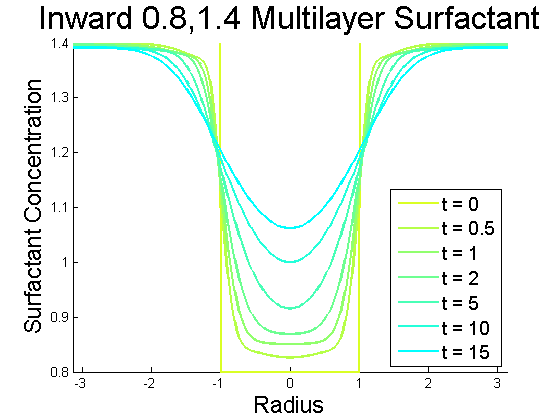 Inward 0.8,1.4 Multilayer Surfactant
Surfactant Concentration
1.4
1.3
1.2
1.1
1
0.9
0.8
-3
-2
-1
0
1
2
3
Radius
t = 0
t = 0.5
t = 1
t = 2
t = 5
t = 10
t = 15